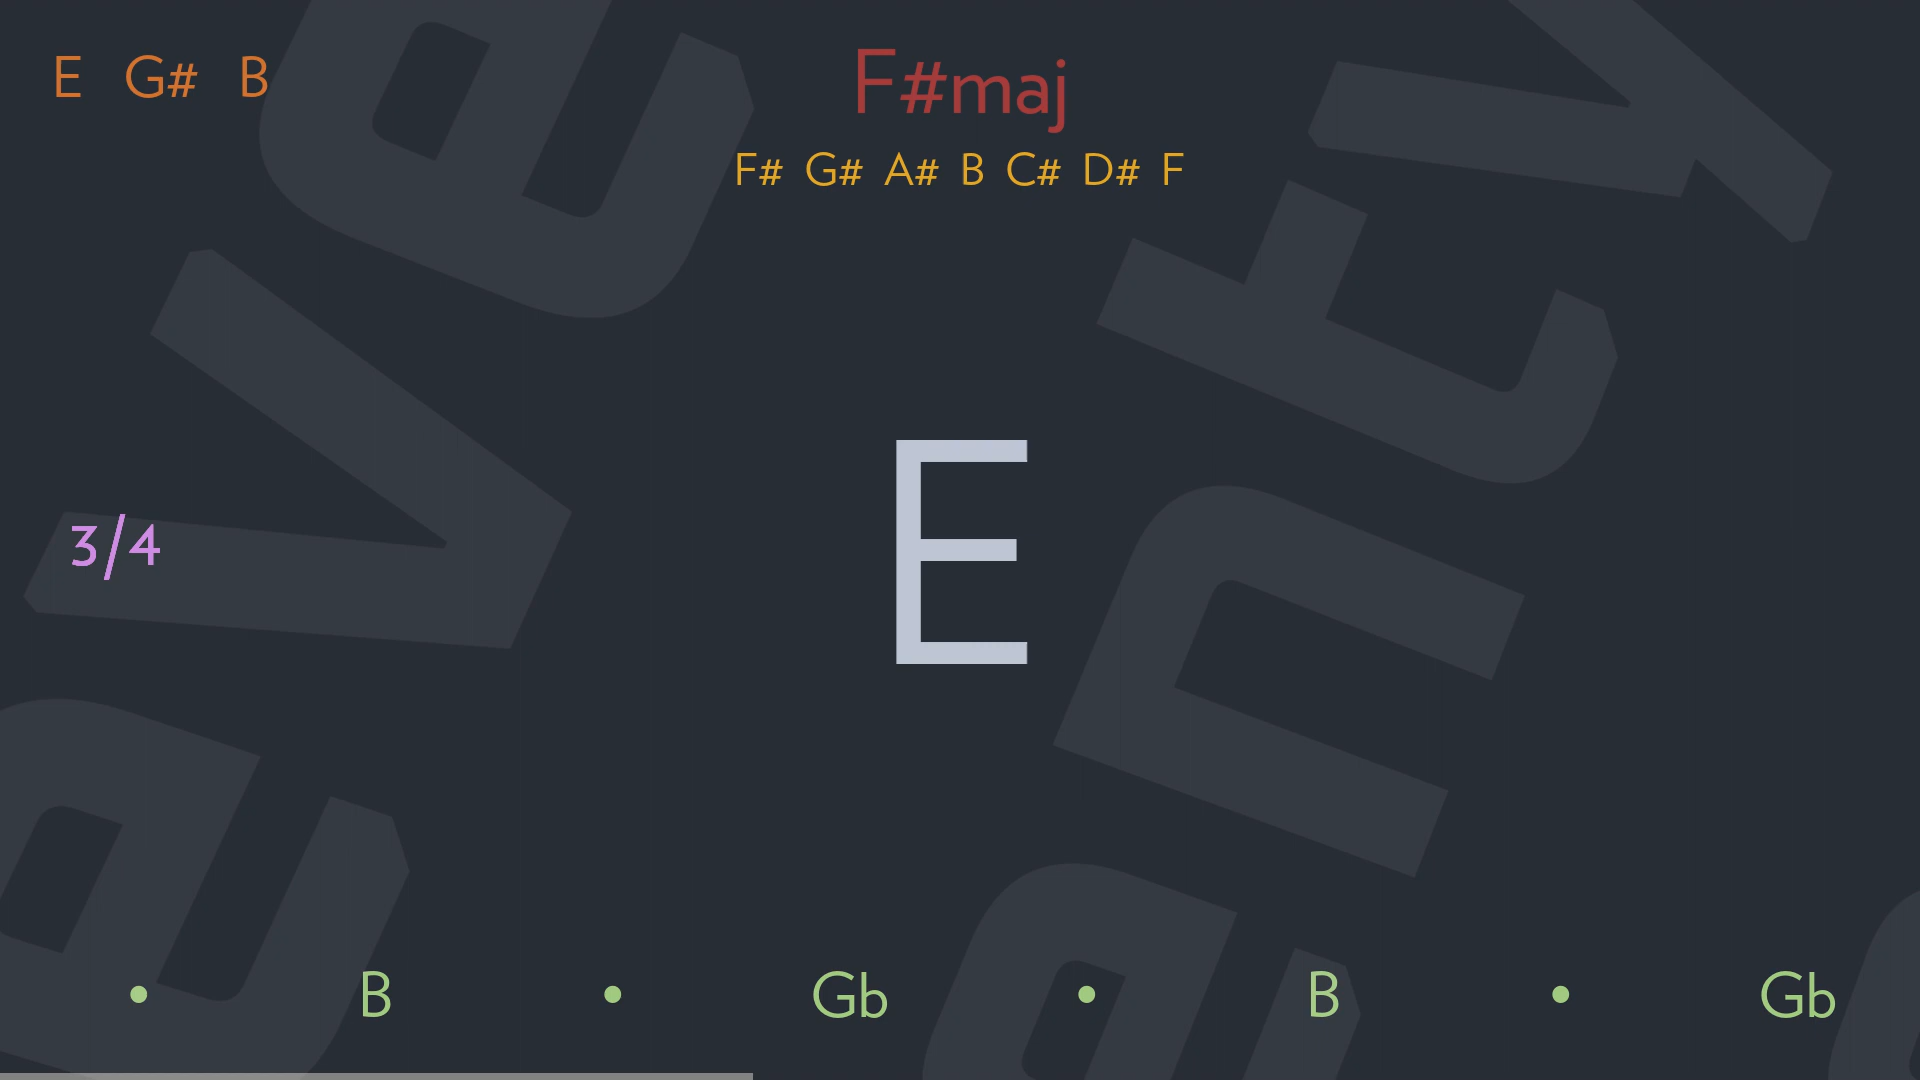 E G# B
F#maj
F# G# A# B C# D# F
E
3/4
• B • Gb • B • Gb